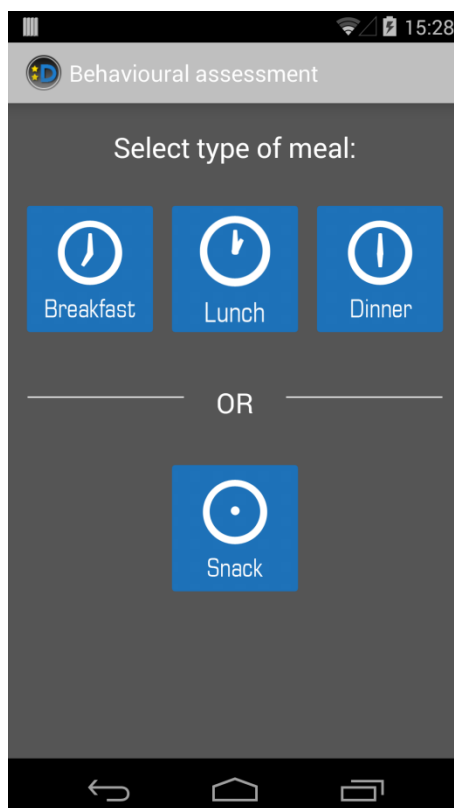 15:28
D Behavioural assessment
Select type of meal:
Breakfast Lunch Dinner
OR
Snack